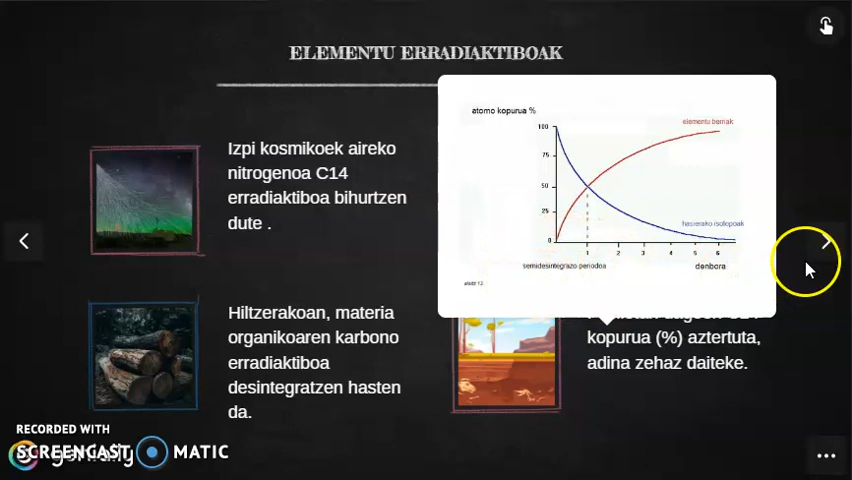 ELEMENTU ERRADIAKTIBOAK
Izpi kosmikoek aireko
nitrogenoa C14
erradiaktiboa bihurtzen
dute .
atomo kopurua %
elementu berriak
100
75
50
25
0
hasierako isotopoak
1 2 3 4 5 6
semidesintegrazio periodoa
denbora
Hiltzerakoan, materia
organikoaren karbono
erradiaktiboa
desintegratzen hasten
da.
kopurua (%) aztertuta,
adina zehaz daiteke.
RECORDED WITH
SCREENCAST MATIC